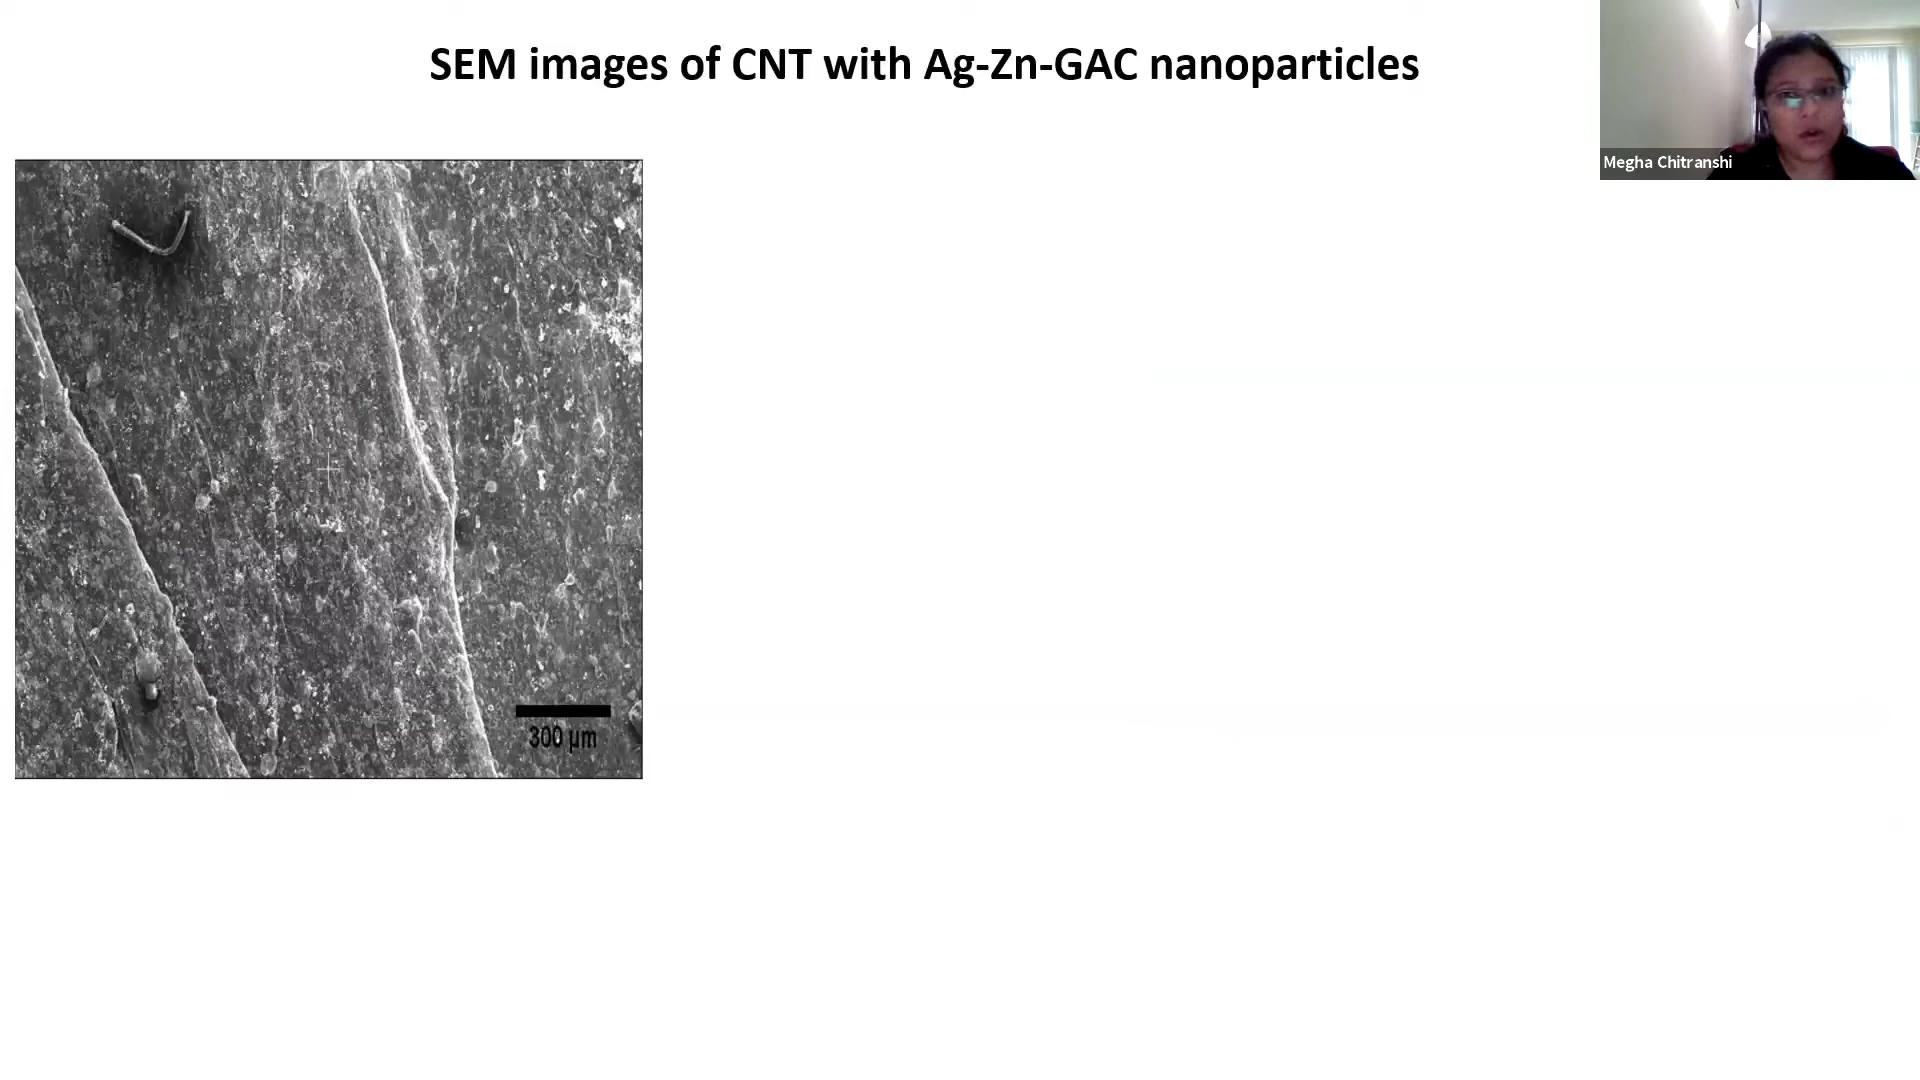 SEM images of CNT with Ag-Zn-GAC nanoparticles
Megha Chitranshi
300 µm